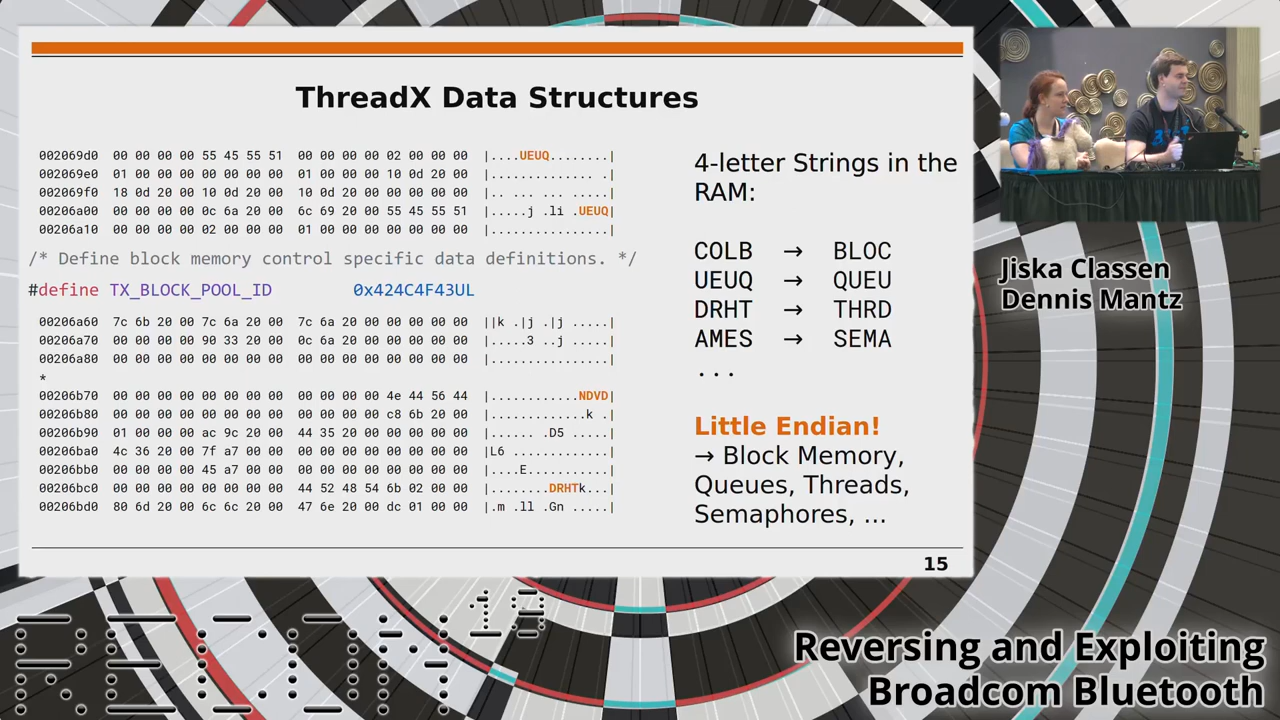 ThreadX Data Structures
002069d0 00 00 00 00 55 45 55 51 00 00 00 00 02 00 00 00 |....UEUQ........|
002069e0 01 00 00 00 00 00 00 00 01 00 00 00 0c 0d 20 00 |.............. .|
002069f0 18 0d 20 00 10 0d 20 00 10 0d 20 00 00 00 00 00 |.. ... ... .....|
00206a00 00 00 00 00 0c 6a 20 00 6c 69 20 00 55 45 55 51 |.....j .li .UEUQ|
00206a10 00 00 00 00 02 00 00 00 01 00 00 00 00 00 00 00 |................|
/* Define block memory control specific data definitions. */
#define TX_BLOCK_POOL_ID 0x424C4F43UL
00206a60 7c 6b 20 00 7c 6a 20 00 7c 6a 20 00 00 00 00 00 ||k .|j .|j .....|
00206a70 00 00 00 00 90 33 20 00 0c 6a 20 00 00 00 00 00 |.....3 ..j .....|
00206a80 00 00 00 00 00 00 00 00 00 00 00 00 00 00 00 00 |................|
*
00206b70 00 00 00 00 00 00 00 00 00 00 00 00 4e 44 56 44 |............NDVD|
00206b80 00 00 00 00 00 00 00 00 00 00 00 00 c8 6b 20 00 |.............k .|
00206b90 01 00 00 00 ac 9c 20 00 44 35 20 00 00 00 00 00 |...... .D5 .....|
00206ba0 4c 36 20 00 7f a7 00 00 00 00 00 00 00 00 00 00 |L6 .............|
00206bb0 00 00 00 00 45 a7 00 00 00 00 00 00 00 00 00 00 |....E...........|
00206bc0 00 00 00 00 00 00 00 00 44 52 48 54 6b 02 00 00 |........DRHTk...|
00206bd0 80 6d 20 00 6c 6c 20 00 47 6e 20 00 dc 01 00 00 |.m .ll .Gn .....|
4-letter Strings in the
RAM:
COLB → BLOC
UEUQ → QUEU
DRHT → THRD
AMES → SEMA
...
Little Endian!
→ Block Memory,
Queues, Threads,
Semaphores, ...
15
Jiska Classen
Dennis Mantz
RECON 18
Reversing and Exploiting
Broadcom Bluetooth